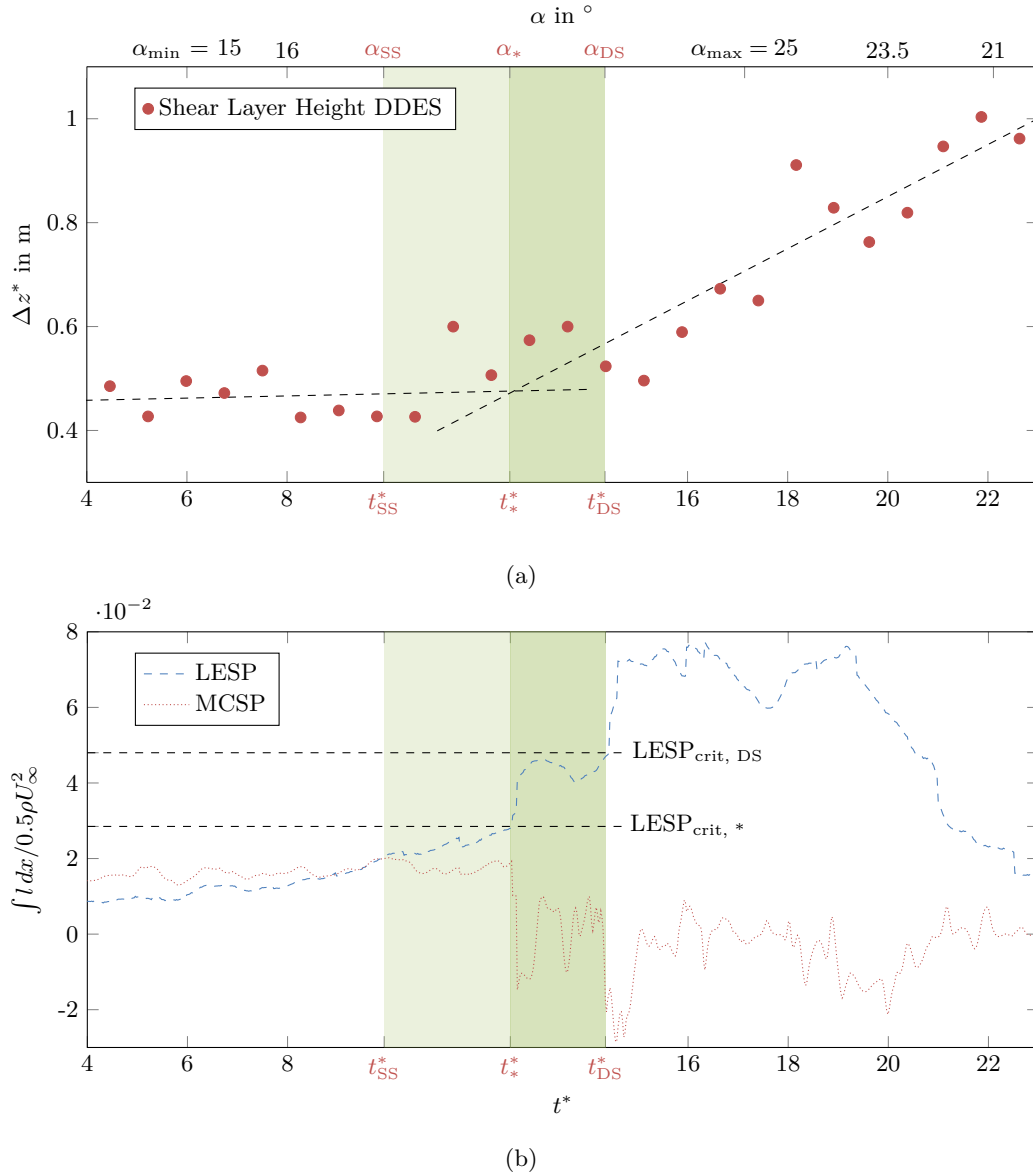 α in °
α_min = 15 16 α_SS α_* α_DS α_max = 25 23.5 21
Shear Layer Height DDES
1
0.8
0.6
0.4
Δz* in m
4 6 8 t*_SS t*_* t*_DS 16 18 20 22
(a)
·10⁻²
8
6
4
2
0
-2
LESP
MCSP
LESP_crit, DS
LESP_crit, *
∫ l dx/0.5ρU²_∞
4 6 8 t*_SS t*_* t*_DS 16 18 20 22
t*
(b)